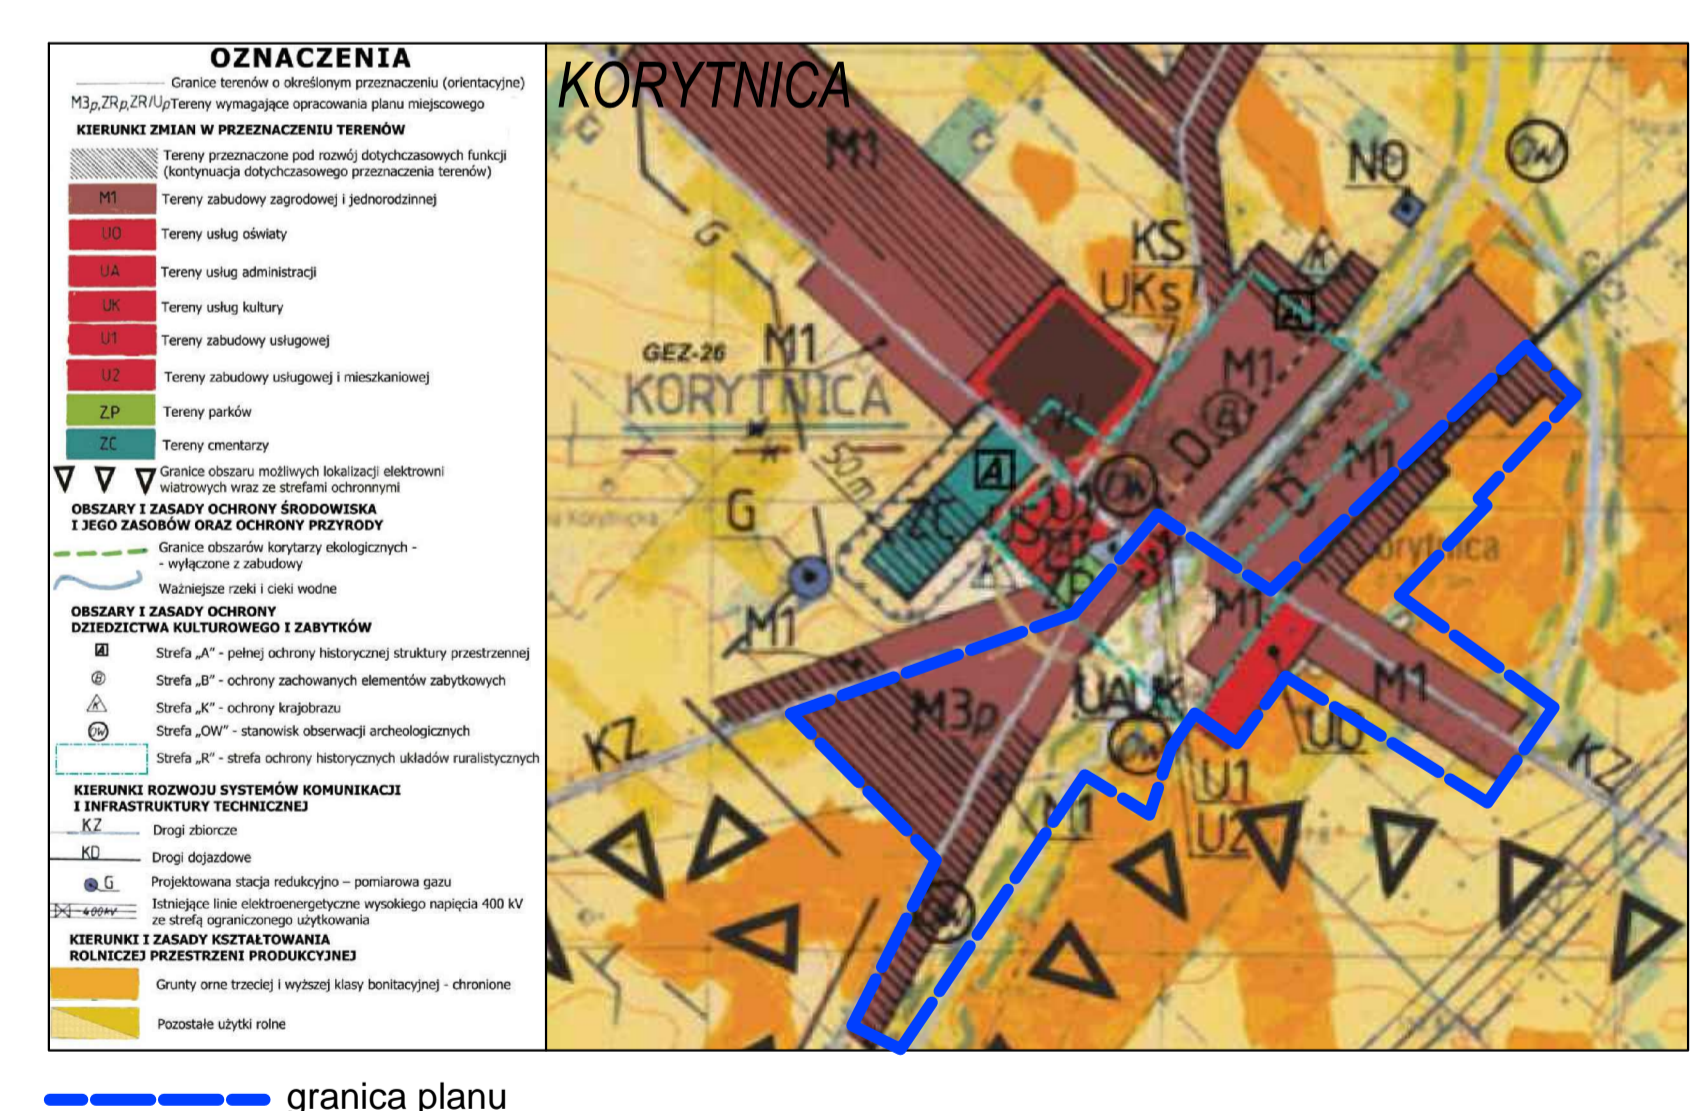 OZNACZENIA
Granice terenów o określonym przeznaczeniu (orientacyjne)
M3p,ZRp,ZR/Up Tereny wymagające opracowania planu miejscowego
KIERUNKI ZMIAN W PRZEZNACZENIU TERENÓW
Tereny przeznaczone pod rozwój dotychczasowych funkcji
(kontynuacja dotychczasowego przeznaczenia terenów)
M1 Tereny zabudowy zagrodowej i jednorodzinnej
UO Tereny usług oświaty
UA Tereny usług administracji
UK Tereny usług kultury
U1 Tereny zabudowy usługowej
U2 Tereny zabudowy usługowej i mieszkaniowej
ZP Tereny parków
ZC Tereny cmentarzy
Granice obszaru możliwych lokalizacji elektrowni
wiatrowych wraz ze strefami ochronnymi
OBSZARY I ZASADY OCHRONY ŚRODOWISKA
I JEGO ZASOBÓW ORAZ OCHRONY PRZYRODY
Granice obszarów korytarzy ekologicznych -
- wyłączone z zabudowy
Ważniejsze rzeki i cieki wodne
OBSZARY I ZASADY OCHRONY
DZIEDZICTWA KULTUROWEGO I ZABYTKÓW
A Strefa „A" - pełnej ochrony historycznej struktury przestrzennej
B Strefa „B" - ochrony zachowanych elementów zabytkowych
K Strefa „K" - ochrony krajobrazu
OW Strefa „OW" - stanowisk obserwacji archeologicznych
Strefa „R" - strefa ochrony historycznych układów ruralistycznych
KIERUNKI ROZWOJU SYSTEMÓW KOMUNIKACJI
I INFRASTRUKTURY TECHNICZNEJ
KZ Drogi zbiorcze
KD Drogi dojazdowe
G Projektowana stacja redukcyjno – pomiarowa gazu
400kV Istniejące linie elektroenergetyczne wysokiego napięcia 400 kV
ze strefą ograniczonego użytkowania
KIERUNKI I ZASADY KSZTAŁTOWANIA
ROLNICZEJ PRZESTRZENI PRODUKCYJNEJ
Grunty orne trzeciej i wyższej klasy bonitacyjnej - chronione
Pozostałe użytki rolne
KORYTNICA
M1
NO
OW
G
KS
K
UKs
A
GEZ-26
M1
M1
KORYTNICA
B
D
M1
50m
A
OW
G
ZC
Korytnica
ZP
M1
M1
M1
M3p
UAUK
KZ
OW
UO
KZ
U1
M1
U2
OW
granica planu